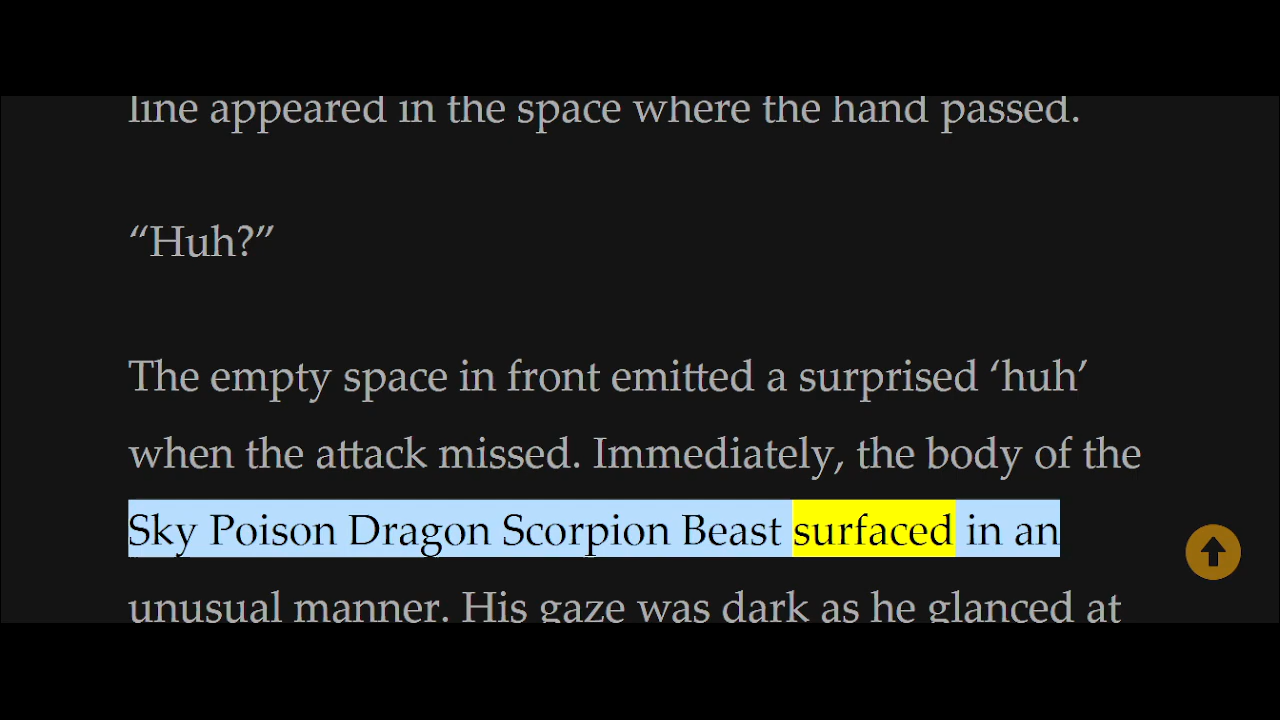 line appeared in the space where the hand passed.
“Huh?”
The empty space in front emitted a surprised ‘huh’
when the attack missed. Immediately, the body of the
Sky Poison Dragon Scorpion Beast surfaced in an
unusual manner. His gaze was dark as he glanced at